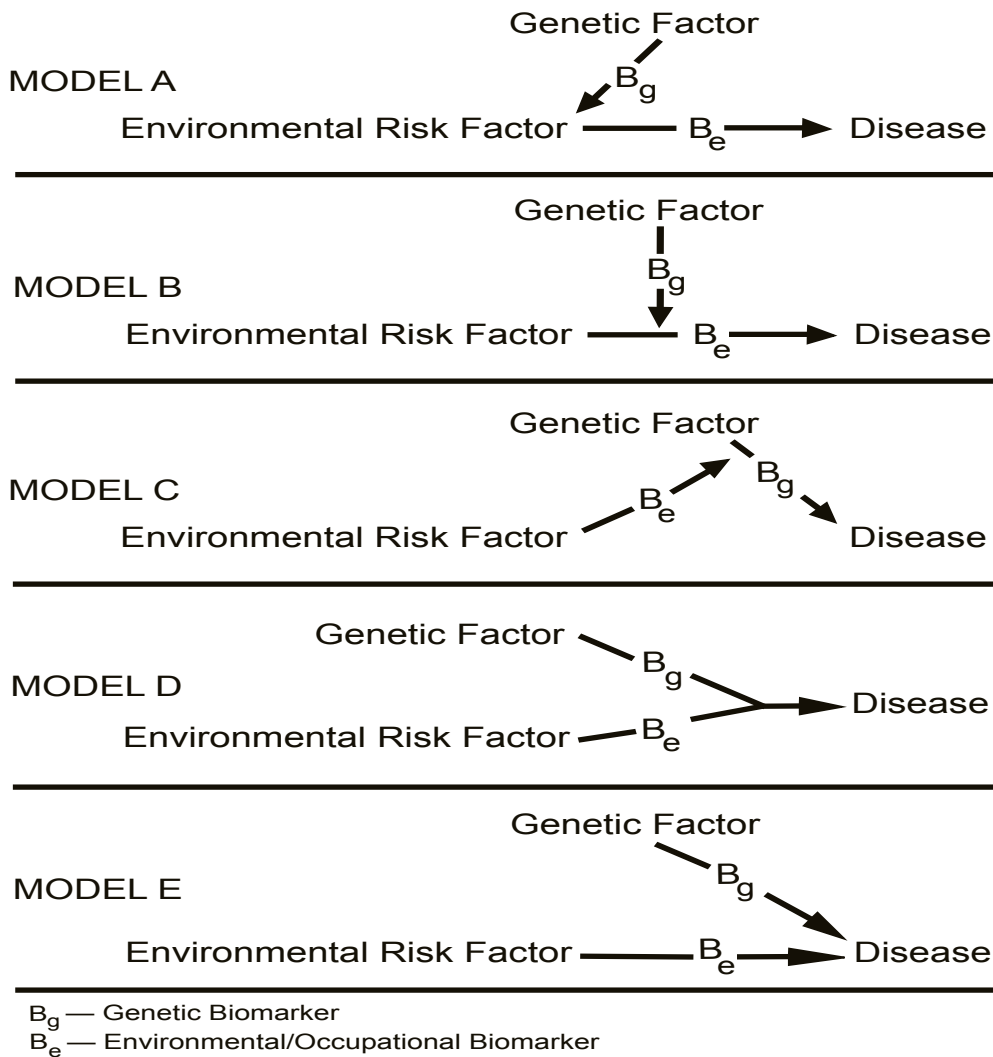 Genetic Factor
MODEL A
Bg
Environmental Risk Factor Be Disease
Genetic Factor
MODEL B
Bg
Environmental Risk Factor Be Disease
Genetic Factor
MODEL C
Bg
Be
Environmental Risk Factor Disease
Genetic Factor
MODEL D
Bg
Disease
Environmental Risk Factor Be
Genetic Factor
MODEL E
Bg
Environmental Risk Factor Be Disease
Bg — Genetic Biomarker
Be — Environmental/Occupational Biomarker